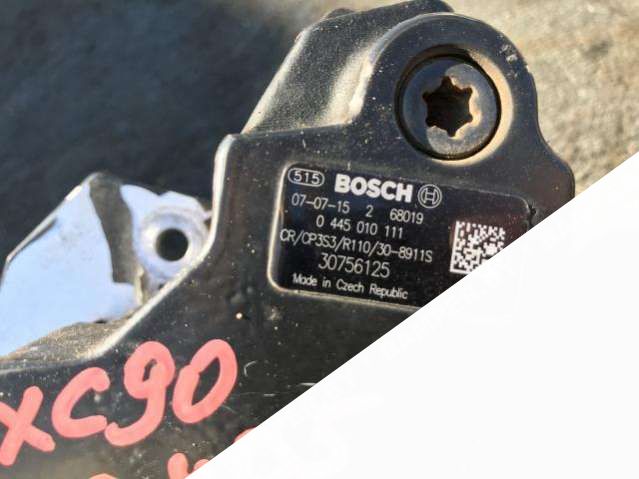 515 BOSCH
07-07-15 2 68019
0 445 010 111
CR/CP3S3/R110/30-8911S
30756125
Made in Czech Republic
XC90